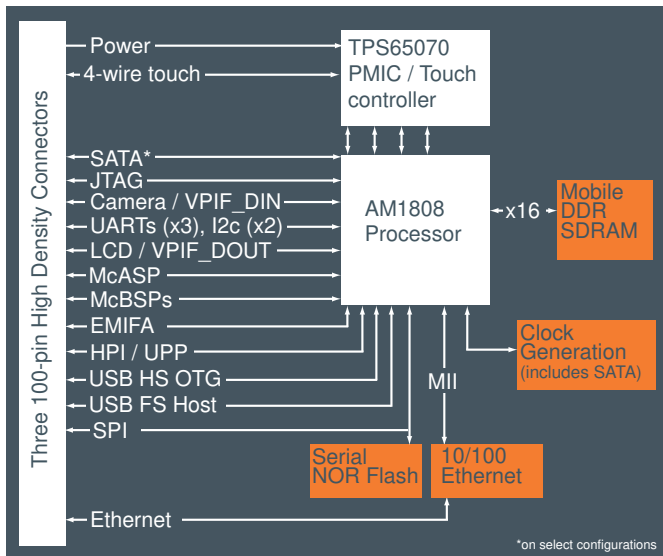 Three 100-pin High Density Connectors
Power
4-wire touch
TPS65070
PMIC / Touch
controller
SATA*
JTAG
Camera / VPIF_DIN
UARTs (x3), I2c (x2)
LCD / VPIF_DOUT
McASP
McBSPs
EMIFA
HPI / UPP
USB HS OTG
USB FS Host
SPI
Ethernet
AM1808
Processor
x16
Mobile
DDR
SDRAM
Clock
Generation
(includes SATA)
MII
Serial
NOR Flash
10/100
Ethernet
*on select configurations